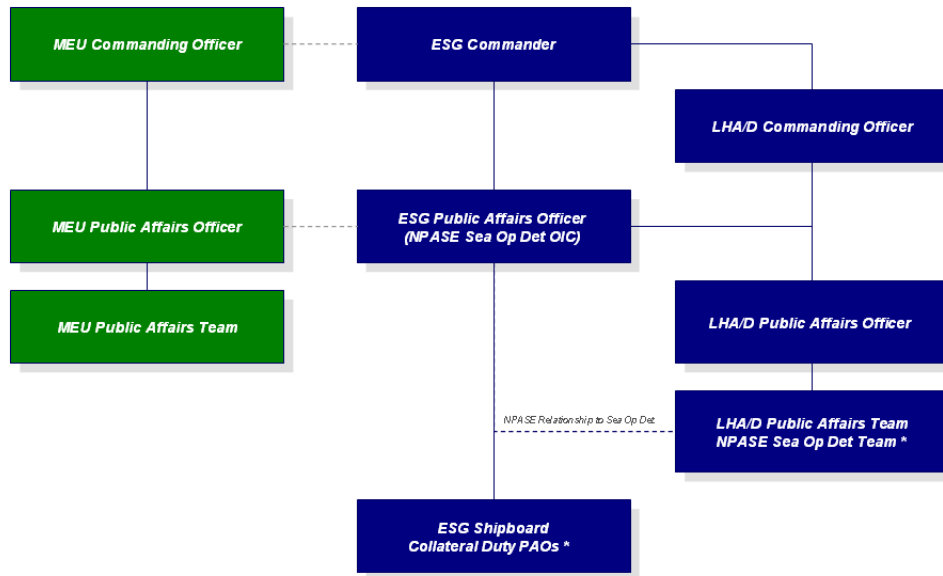 MEU Commanding Officer
ESG Commander
LHA/D Commanding Officer
MEU Public Affairs Officer
ESG Public Affairs Officer
(NPASE Sea Op Det OIC)
LHA/D Public Affairs Officer
MEU Public Affairs Team
NPASE Relationship to Sea Op Det
LHA/D Public Affairs Team
NPASE Sea Op Det Team *
ESG Shipboard
Collateral Duty PAOs *